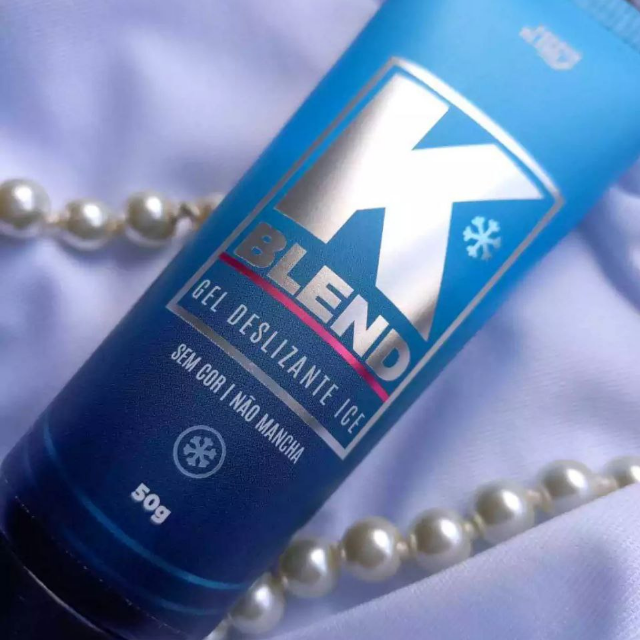 K
BLEND
GEL DESLIZANTE ICE
SEM COR | NÃO MANCHA
50g